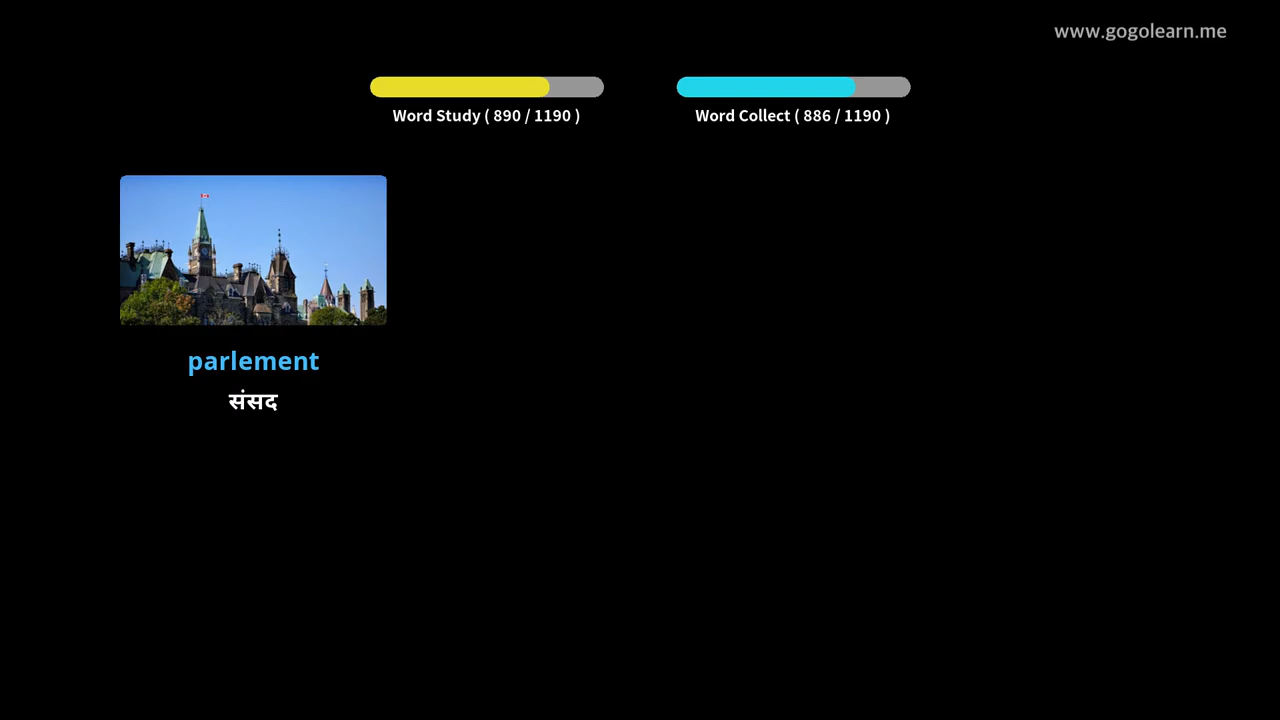 www.gogolearn.me
Word Study ( 890 / 1190 )
Word Collect ( 886 / 1190 )
parlement
संसद